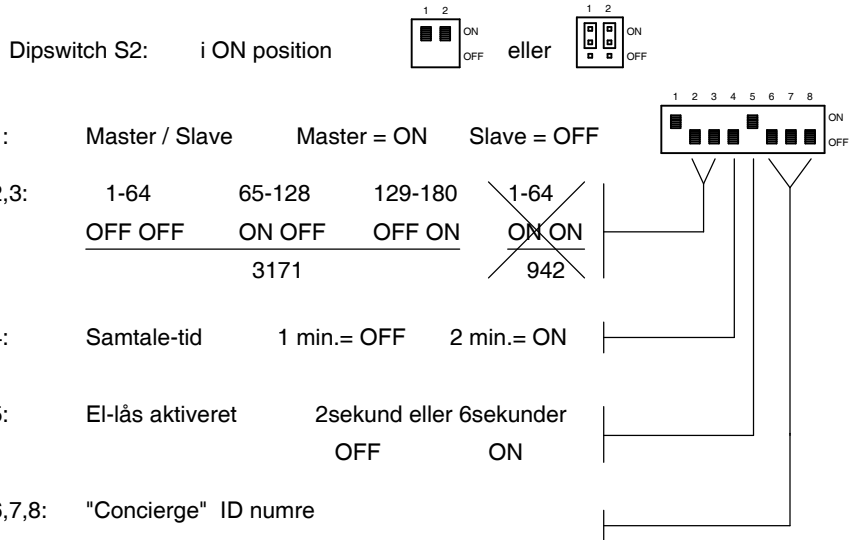 1 2 1 2
Dipswitch S2: i ON position ON OFF eller ON OFF
1 2 3 4 5 6 7 8
ON
OFF
: Master / Slave Master = ON Slave = OFF
,3: 1-64 65-128 129-180 1-64
OFF OFF ON OFF OFF ON ON ON
3171 942
: Samtale-tid 1 min.= OFF 2 min.= ON
: El-lås aktiveret 2sekund eller 6sekunder
OFF ON
,7,8: "Concierge" ID numre